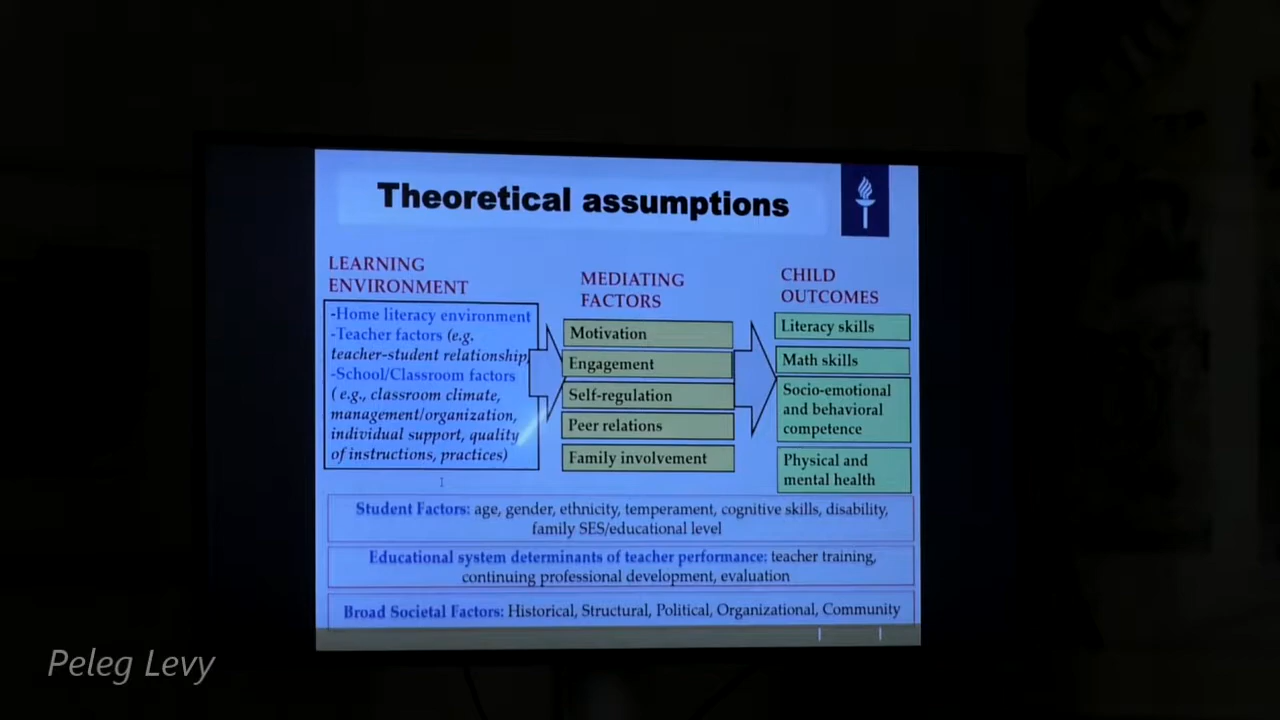 Theoretical assumptions
LEARNING
ENVIRONMENT
-Home literacy environment
-Teacher factors (e.g.
teacher-student relationship,
-School/Classroom factors
( e.g., classroom climate,
management/organization,
individual support, quality
of instructions, practices)
MEDIATING
FACTORS
Motivation
Engagement
Self-regulation
Peer relations
Family involvement
CHILD
OUTCOMES
Literacy skills
Math skills
Socio-emotional
and behavioral
competence
Physical and
mental health
Student Factors: age, gender, ethnicity, temperament, cognitive skills, disability,
family SES/educational level
Educational system determinants of teacher performance: teacher training,
continuing professional development, evaluation
Broad Societal Factors: Historical, Structural, Political, Organizational, Community
Peleg Levy